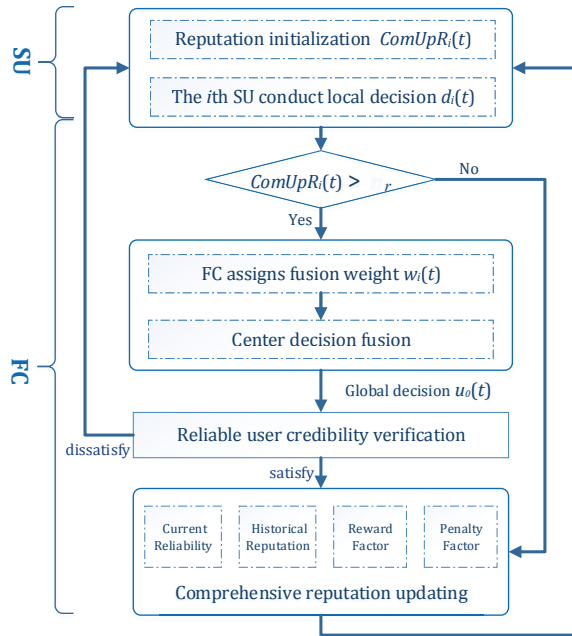 SU
Reputation initialization ComUpRᵢ(t)
The ith SU conduct local decision dᵢ(t)
ComUpRᵢ(t) >
No
Yes
FC assigns fusion weight wᵢ(t)
Center decision fusion
FC
Global decision u₀(t)
Reliable user credibility verification
dissatisfy
satisfy
Current
Reliability
Historical
Reputation
Reward
Factor
Penalty
Factor
Comprehensive reputation updating